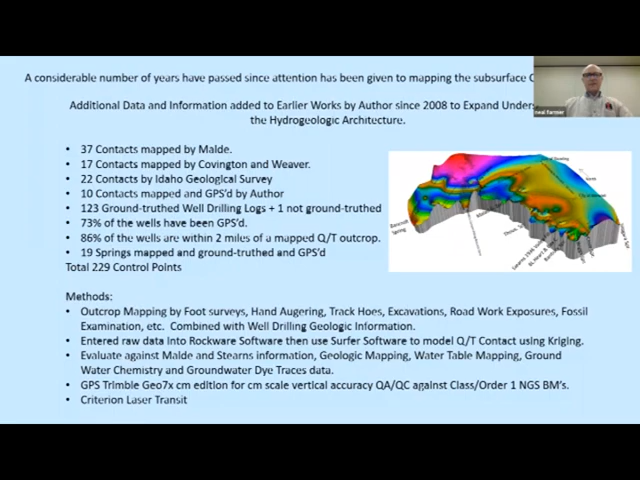 A considerable number of years have passed since attention has been given to mapping the subsurface
neal farmer
Additional Data and Information added to Earlier Works by Author since 2008 to Expand
the Hydrogeologic Architecture.
• 37 Contacts mapped by Malde.
• 17 Contacts mapped by Covington and Weaver.
• 22 Contacts by Idaho Geological Survey
• 10 Contacts mapped and GPS'd by Author
• 123 Ground-truthed Well Drilling Logs + 1 not ground-truthed
• 73% of the wells have been GPS'd.
• 86% of the wells are within 2 miles of a mapped Q/T outcrop.
• 19 Springs mapped and ground-truthed and GPS'd
Total 229 Control Points
Spring
Methods:
• Outcrop Mapping by Foot surveys, Hand Augering, Track Hoes, Excavations, Road Work Exposures, Fossil
Examination, etc. Combined with Well Drilling Geologic Information.
• Entered raw data into Rockware Software then use Surfer Software to model Q/T Contact using Kriging.
• Evaluate against Malde and Stearns information, Geologic Mapping, Water Table Mapping, Ground
Water Chemistry and Groundwater Dye Traces data.
• GPS Trimble Geo7x cm edition for cm scale vertical accuracy QA/QC against Class/Order 1 NGS BM's.
• Criterion Laser Transit